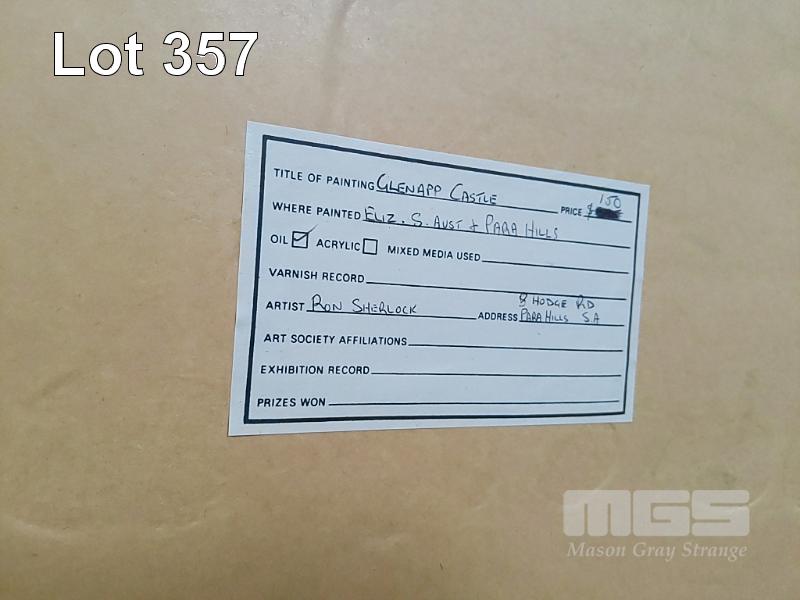 Lot 357
TITLE OF PAINTING GLENAPP CASTLE PRICE $ 150
WHERE PAINTED ELIZ. S. AUST & PARA HILLS
OIL ACRYLIC MIXED MEDIA USED
VARNISH RECORD
ARTIST RON SHERLOCK ADDRESS 8 HODGE RD
PARA HILLS S.A
ART SOCIETY AFFILIATIONS
EXHIBITION RECORD
PRIZES WON
MGS
Mason Gray Strange